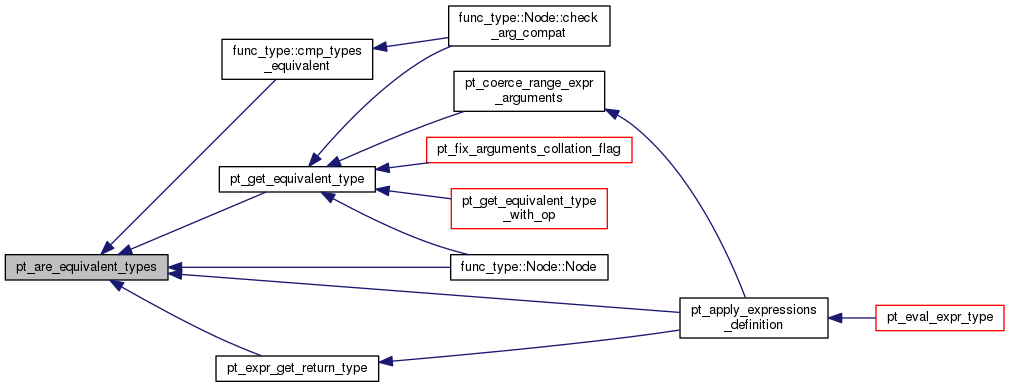 func_type::Node::check
_arg_compat
func_type::cmp_types
_equivalent
pt_coerce_range_expr
_arguments
pt_fix_arguments_collation_flag
pt_get_equivalent_type
pt_get_equivalent_type
_with_op
pt_are_equivalent_types
func_type::Node::Node
pt_apply_expressions
_definition
pt_eval_expr_type
pt_expr_get_return_type